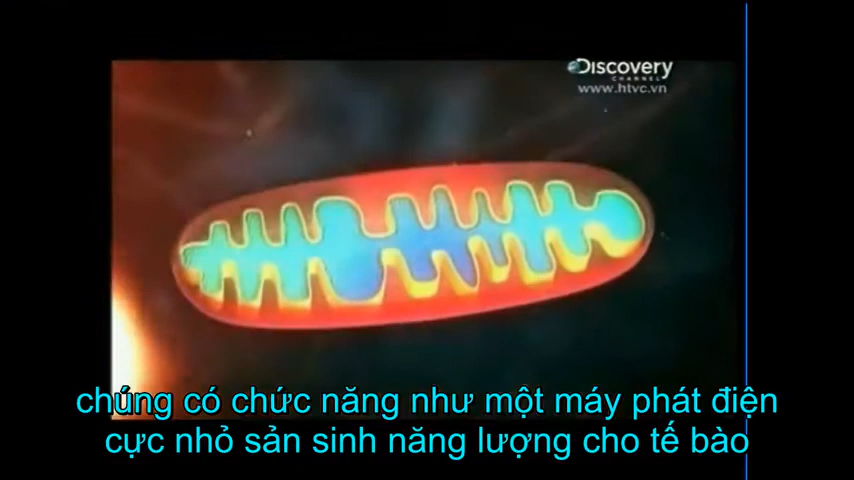 Discovery
CHANNEL
www.htvc.vn
chúng có chức năng như một máy phát điện
cực nhỏ sản sinh năng lượng cho tế bào